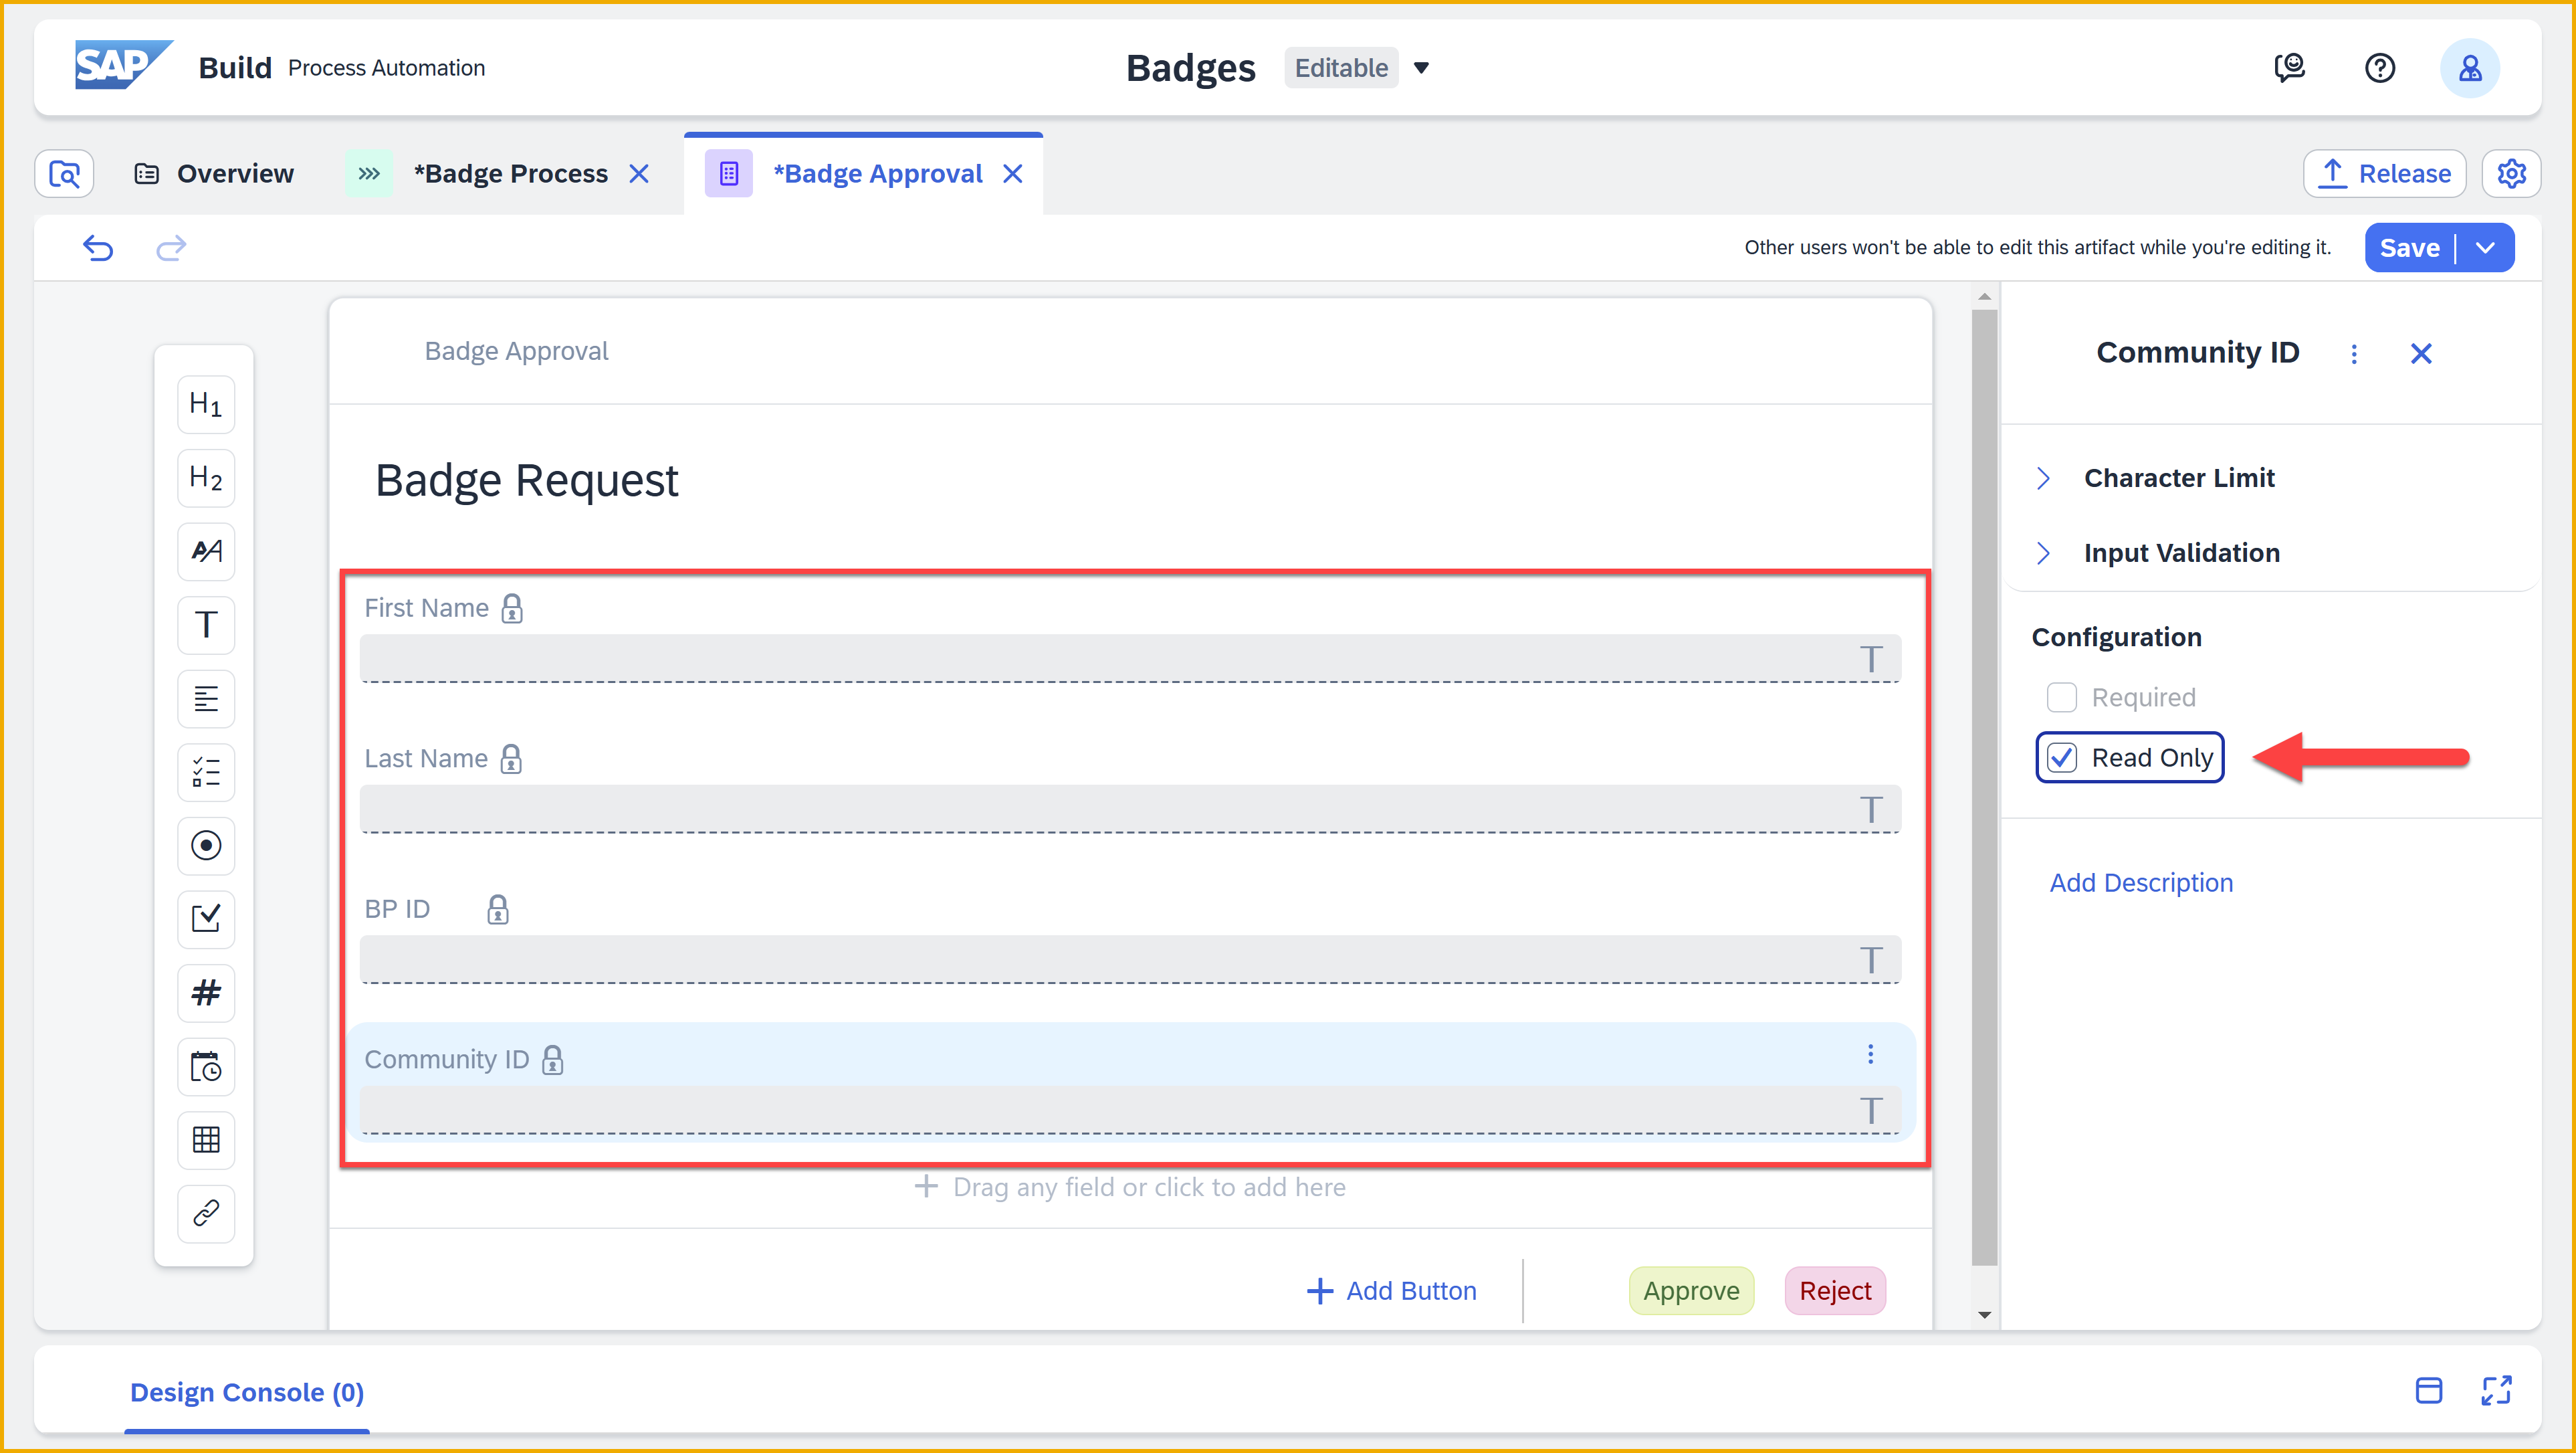 SAP Build Process Automation
Badges Editable
Overview
*Badge Process
*Badge Approval
Release
Other users won't be able to edit this artifact while you're editing it.
Save
Badge Approval
Badge Request
H1
H2
AA
T
#
First Name
T
Last Name
T
BP ID
T
Community ID
T
Drag any field or click to add here
Add Button
Approve
Reject
Community ID
Character Limit
Input Validation
Configuration
Required
Read Only
Add Description
Design Console (0)